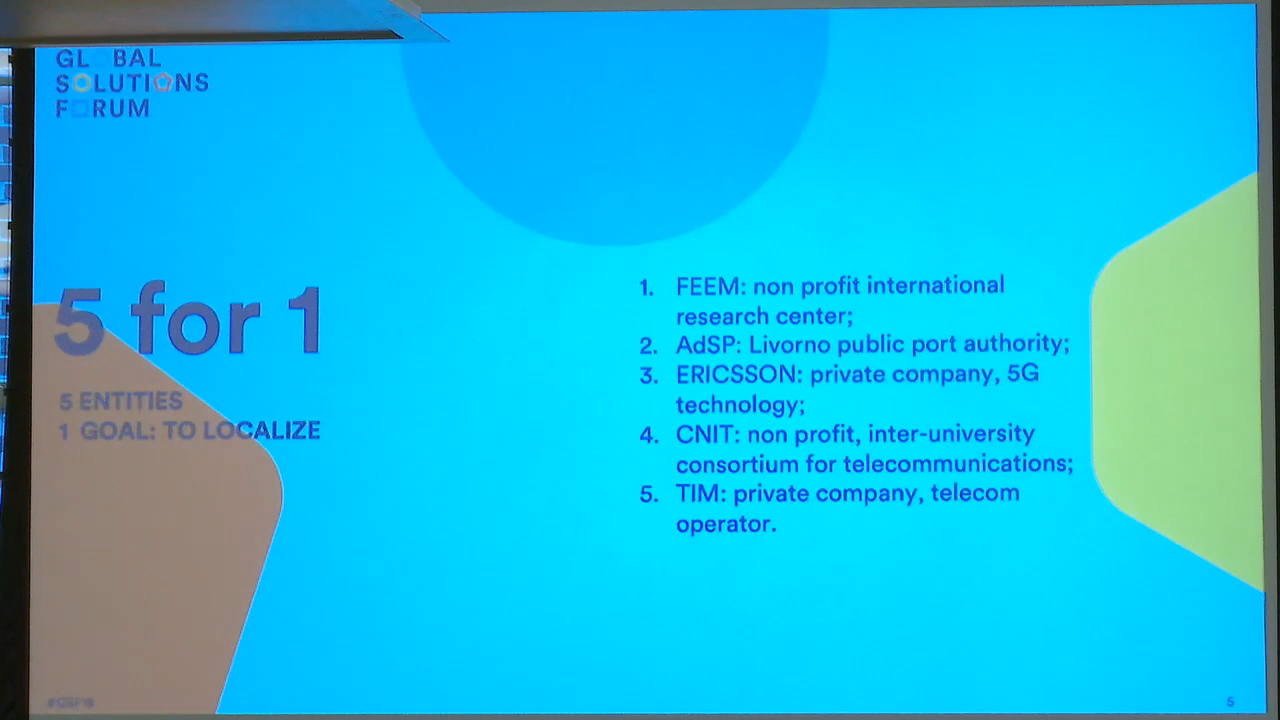 GLOBAL
SOLUTIONS
FORUM
5 for 1
5 ENTITIES
1 GOAL: TO LOCALIZE
1. FEEM: non profit international
research center;
2. AdSP: Livorno public port authority;
3. ERICSSON: private company, 5G
technology;
4. CNIT: non profit, inter-university
consortium for telecommunications;
5. TIM: private company, telecom
operator.
5